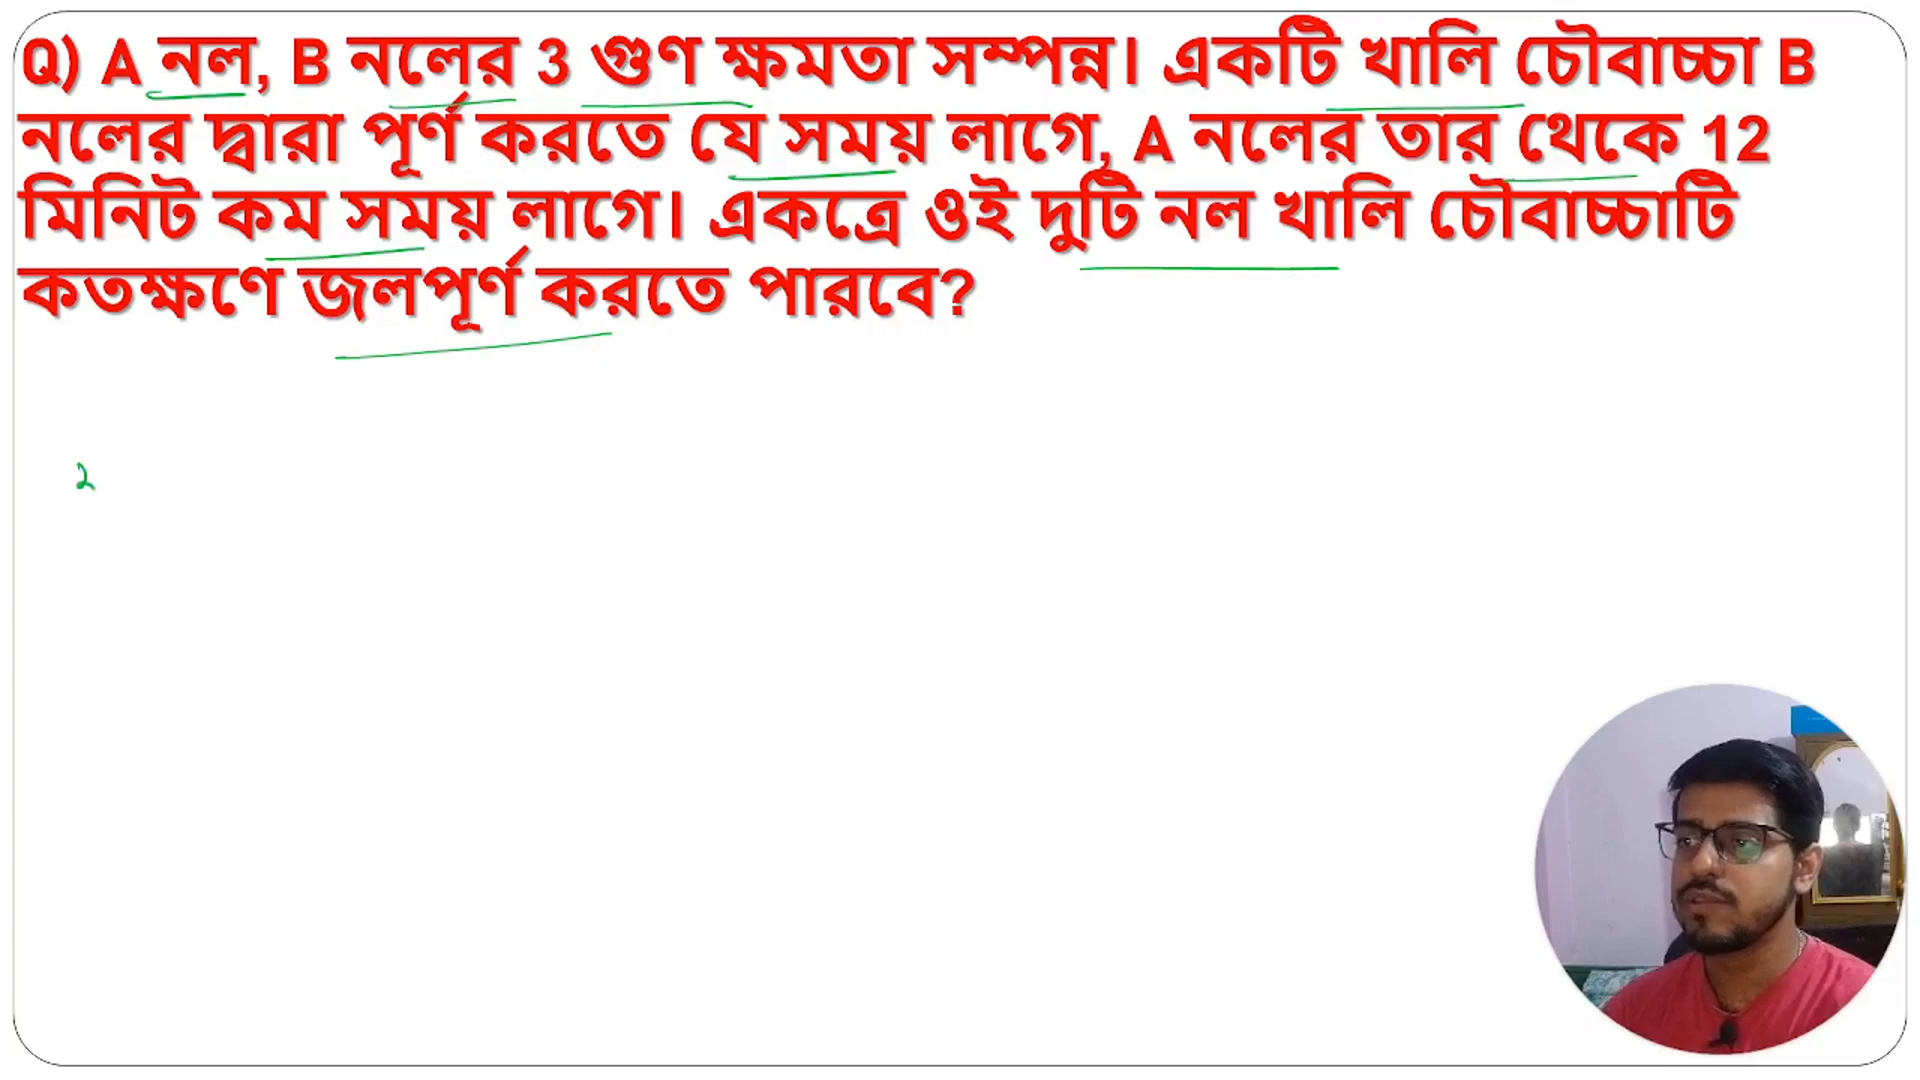 Q) A নল, B নলের 3 গুণ ক্ষমতা সম্পন্ন। একটি খালি চৌবাচ্চা B
নলের দ্বারা পূর্ণ করতে যে সময় লাগে, A নলের তার থেকে 12
মিনিট কম সময় লাগে। একত্রে ওই দুটি নল খালি চৌবাচ্চাটি
কতক্ষণে জলপূর্ণ করতে পারবে?